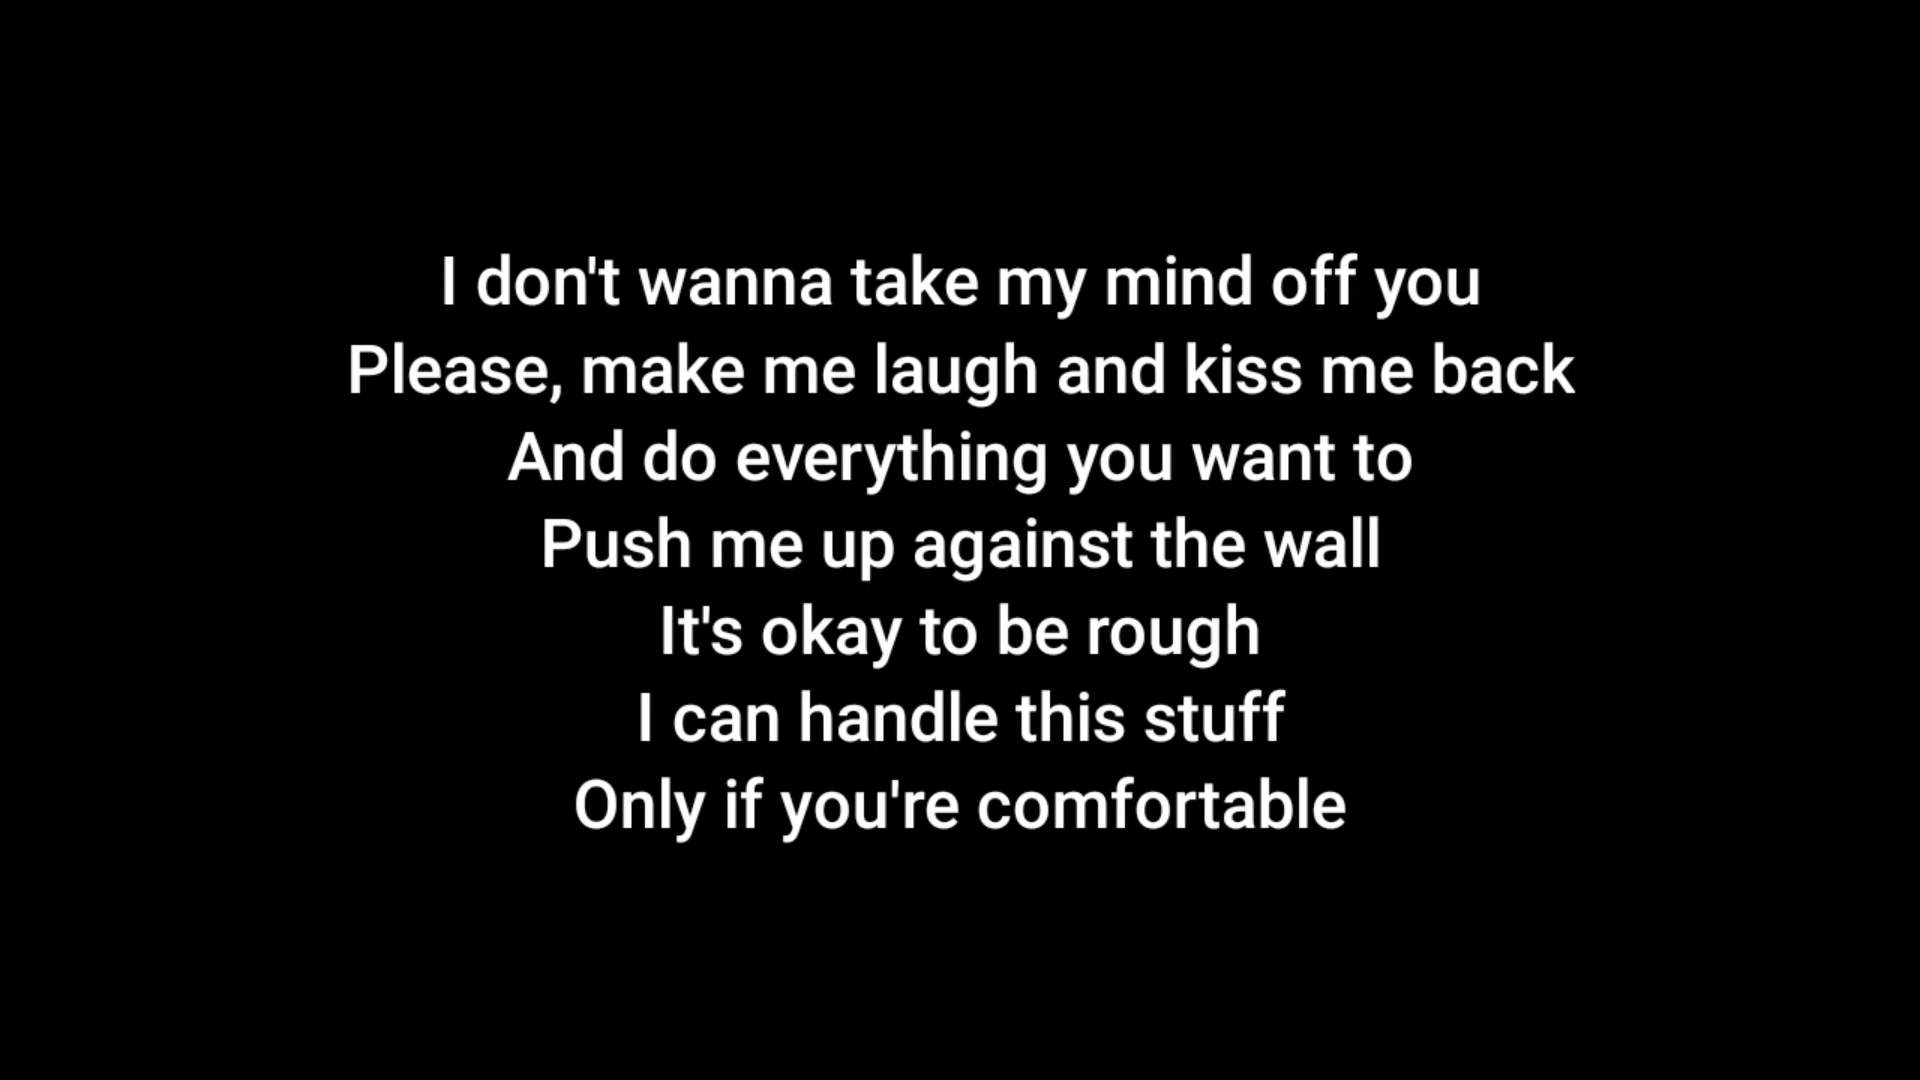 I don't wanna take my mind off you
Please, make me laugh and kiss me back
And do everything you want to
Push me up against the wall
It's okay to be rough
I can handle this stuff
Only if you're comfortable